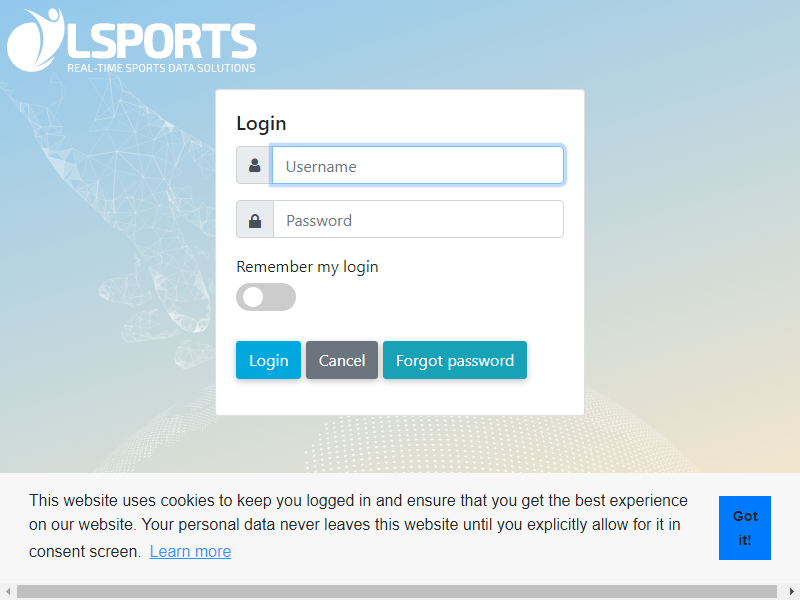 LSPORTS
REAL-TIME SPORTS DATA SOLUTIONS
Login
Username
Password
Remember my login
Login Cancel Forgot password
This website uses cookies to keep you logged in and ensure that you get the best experience
on our website. Your personal data never leaves this website until you explicitly allow for it in
consent screen. Learn more
Got
it!